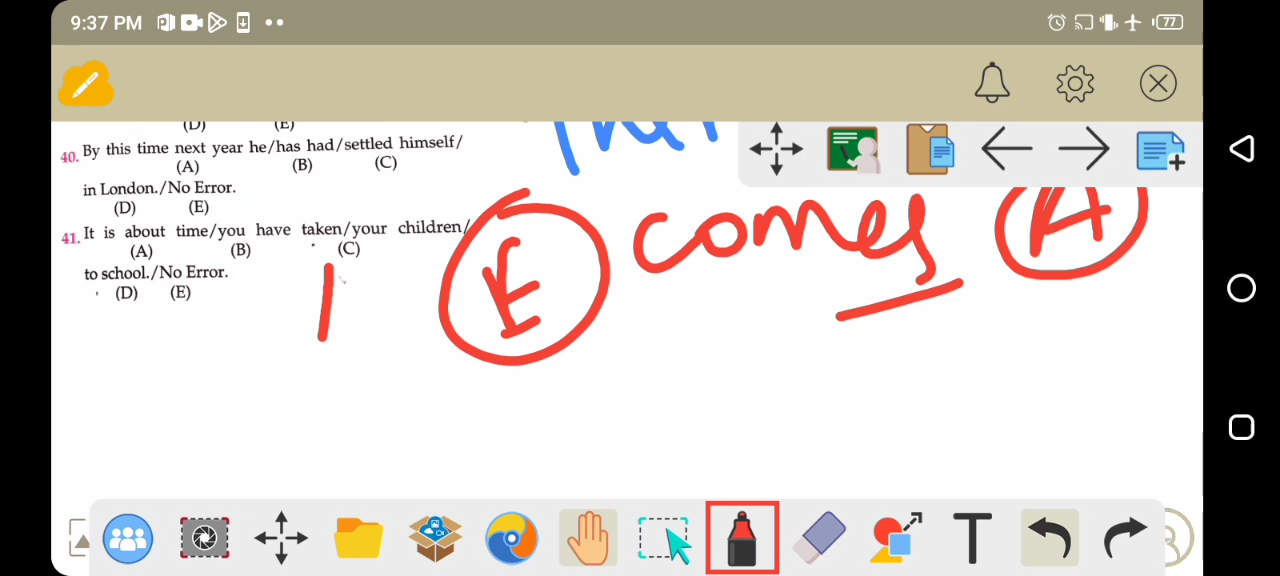 9:37 PM
77
(D) (E)
40. By this time next year he/has had/settled himself/
(A) (B) (C)
in London./No Error.
(D) (E)
41. It is about time/you have taken/your children/
(A) (B) (C)
to school./No Error.
(D) (E)
E comes A
T